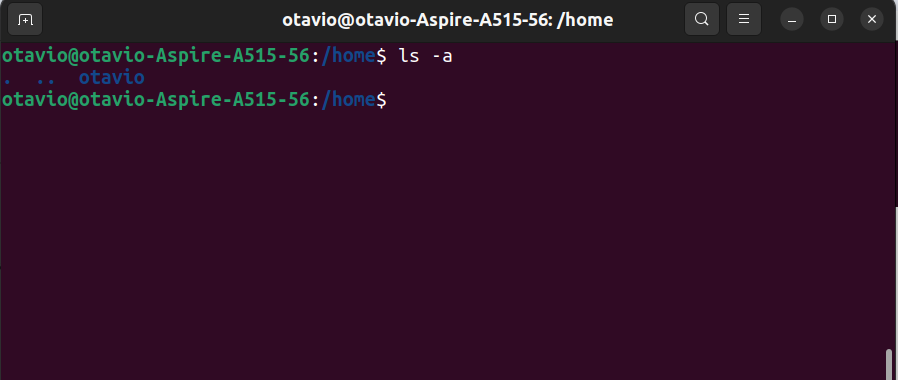 otavio@otavio-Aspire-A515-56: /home
otavio@otavio-Aspire-A515-56:/home$ ls -a
.  ..  otavio
otavio@otavio-Aspire-A515-56:/home$